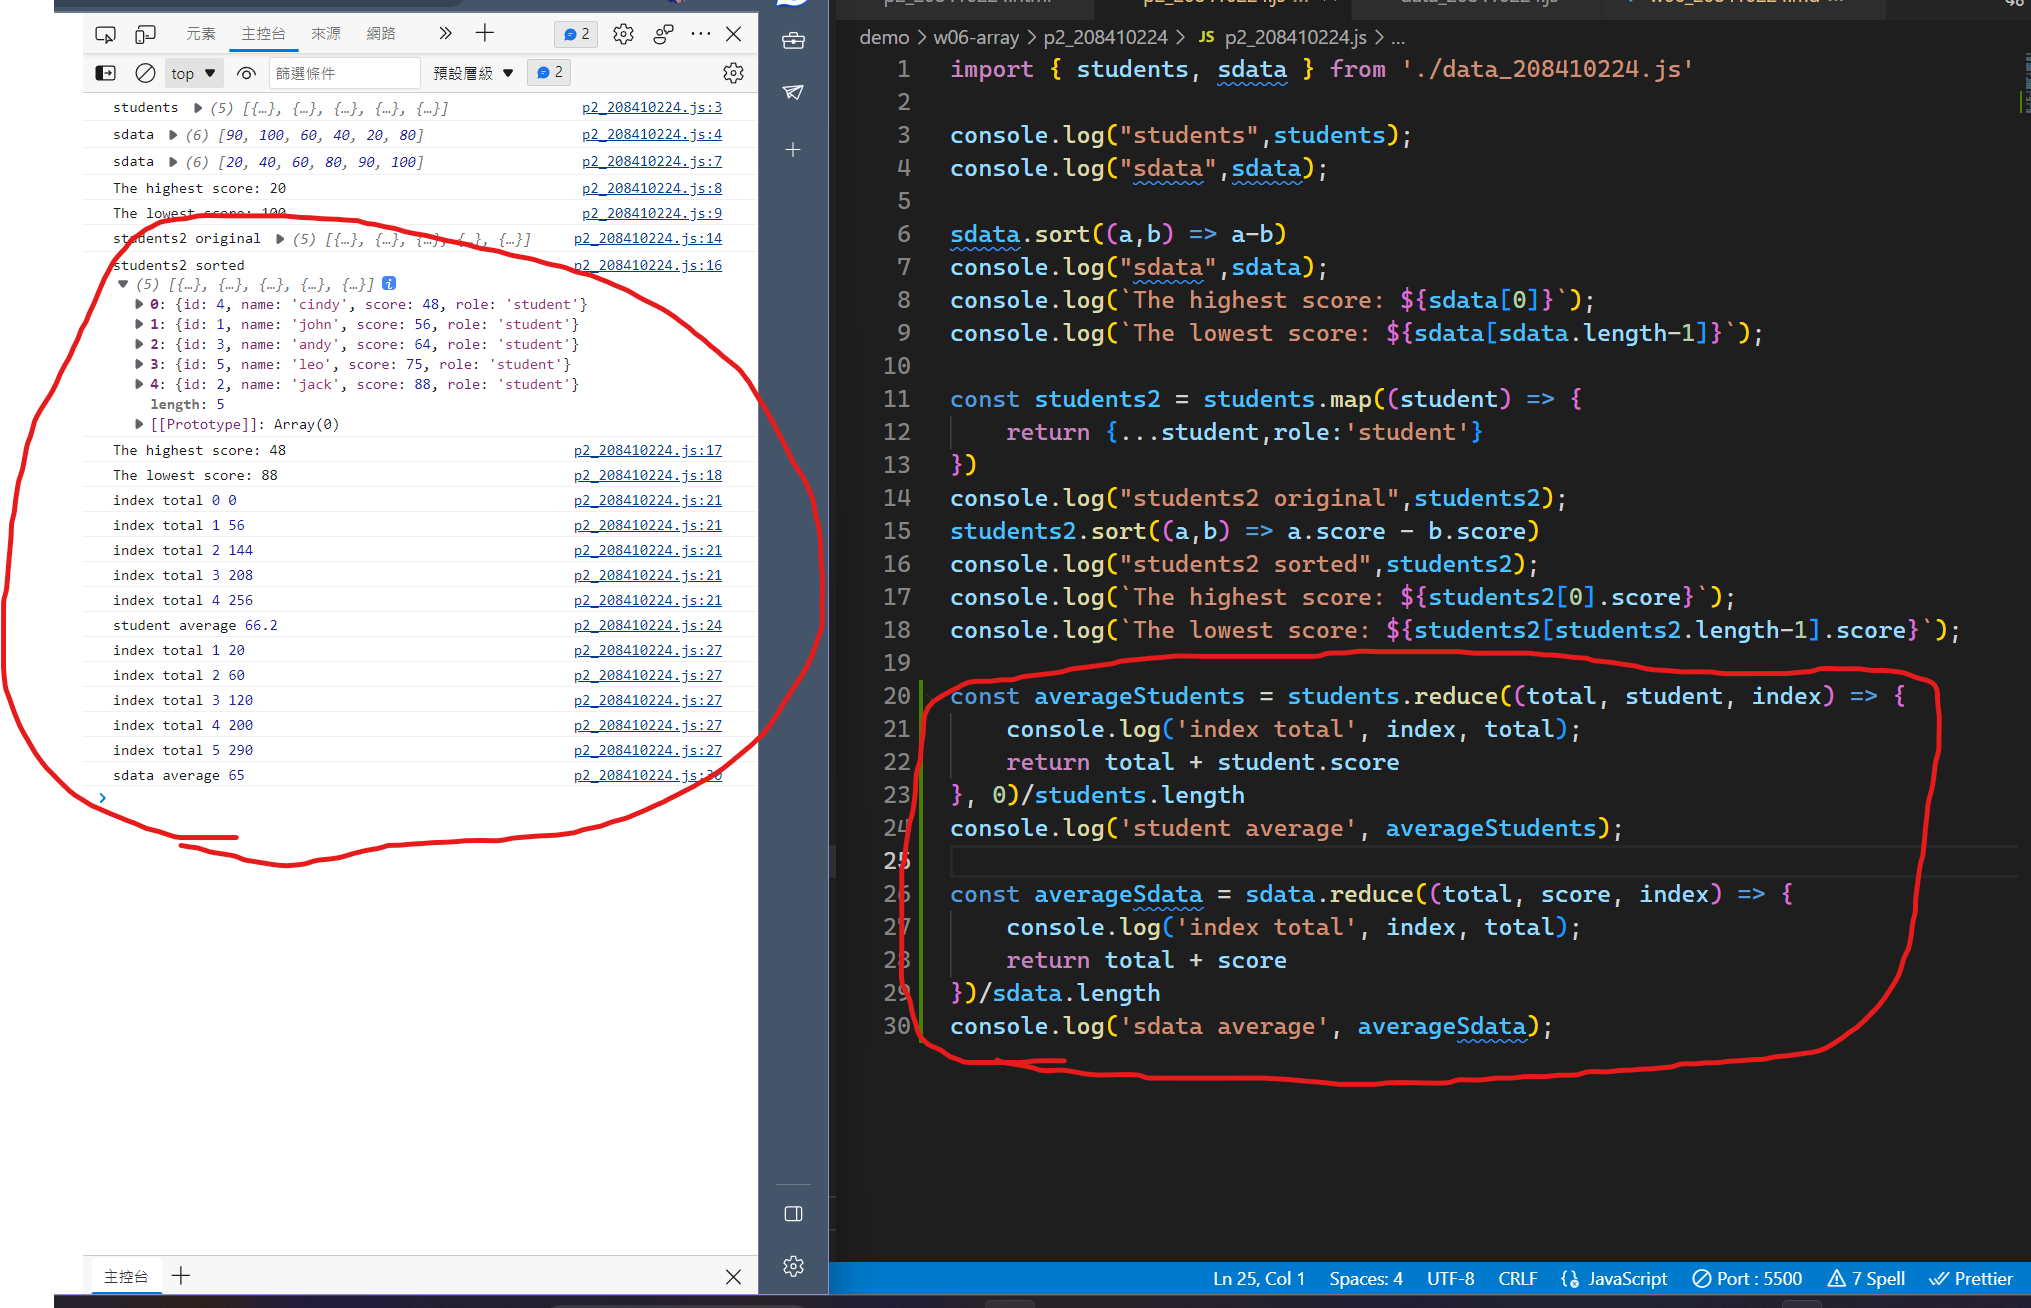 元素 主控台 來源 網路 2
top 篩選條件 預設層級 2
students (5) [{…}, {…}, {…}, {…}, {…}] p2_208410224.js:3
sdata (6) [90, 100, 60, 40, 20, 80] p2_208410224.js:4
sdata (6) [20, 40, 60, 80, 90, 100] p2_208410224.js:7
The highest score: 20 p2_208410224.js:8
The lowest score: 100 p2_208410224.js:9
students2 original (5) [{…}, {…}, {…}, {…}, {…}] p2_208410224.js:14
students2 sorted p2_208410224.js:16
(5) [{…}, {…}, {…}, {…}, {…}] i
0: {id: 4, name: 'cindy', score: 48, role: 'student'}
1: {id: 1, name: 'john', score: 56, role: 'student'}
2: {id: 3, name: 'andy', score: 64, role: 'student'}
3: {id: 5, name: 'leo', score: 75, role: 'student'}
4: {id: 2, name: 'jack', score: 88, role: 'student'}
length: 5
[[Prototype]]: Array(0)
The highest score: 48 p2_208410224.js:17
The lowest score: 88 p2_208410224.js:18
index total 0 0 p2_208410224.js:21
index total 1 56 p2_208410224.js:21
index total 2 144 p2_208410224.js:21
index total 3 208 p2_208410224.js:21
index total 4 256 p2_208410224.js:21
student average 66.2 p2_208410224.js:24
index total 1 20 p2_208410224.js:27
index total 2 60 p2_208410224.js:27
index total 3 120 p2_208410224.js:27
index total 4 200 p2_208410224.js:27
index total 5 290 p2_208410224.js:27
sdata average 65 p2_208410224.js:30
主控台
demo > w06-array > p2_208410224 > JS p2_208410224.js > ...
1 import { students, sdata } from './data_208410224.js'
2
3 console.log("students",students);
4 console.log("sdata",sdata);
5
6 sdata.sort((a,b) => a-b)
7 console.log("sdata",sdata);
8 console.log(`The highest score: ${sdata[0]}`);
9 console.log(`The lowest score: ${sdata[sdata.length-1]}`);
10
11 const students2 = students.map((student) => {
12 return {...student,role:'student'}
13 })
14 console.log("students2 original",students2);
15 students2.sort((a,b) => a.score - b.score)
16 console.log("students2 sorted",students2);
17 console.log(`The highest score: ${students2[0].score}`);
18 console.log(`The lowest score: ${students2[students2.length-1].score}`);
19
20 const averageStudents = students.reduce((total, student, index) => {
21 console.log('index total', index, total);
22 return total + student.score
23 }, 0)/students.length
24 console.log('student average', averageStudents);
25
26 const averageSdata = sdata.reduce((total, score, index) => {
27 console.log('index total', index, total);
28 return total + score
29 })/sdata.length
30 console.log('sdata average', averageSdata);
Ln 25, Col 1 Spaces: 4 UTF-8 CRLF JavaScript Port : 5500 7 Spell Prettier